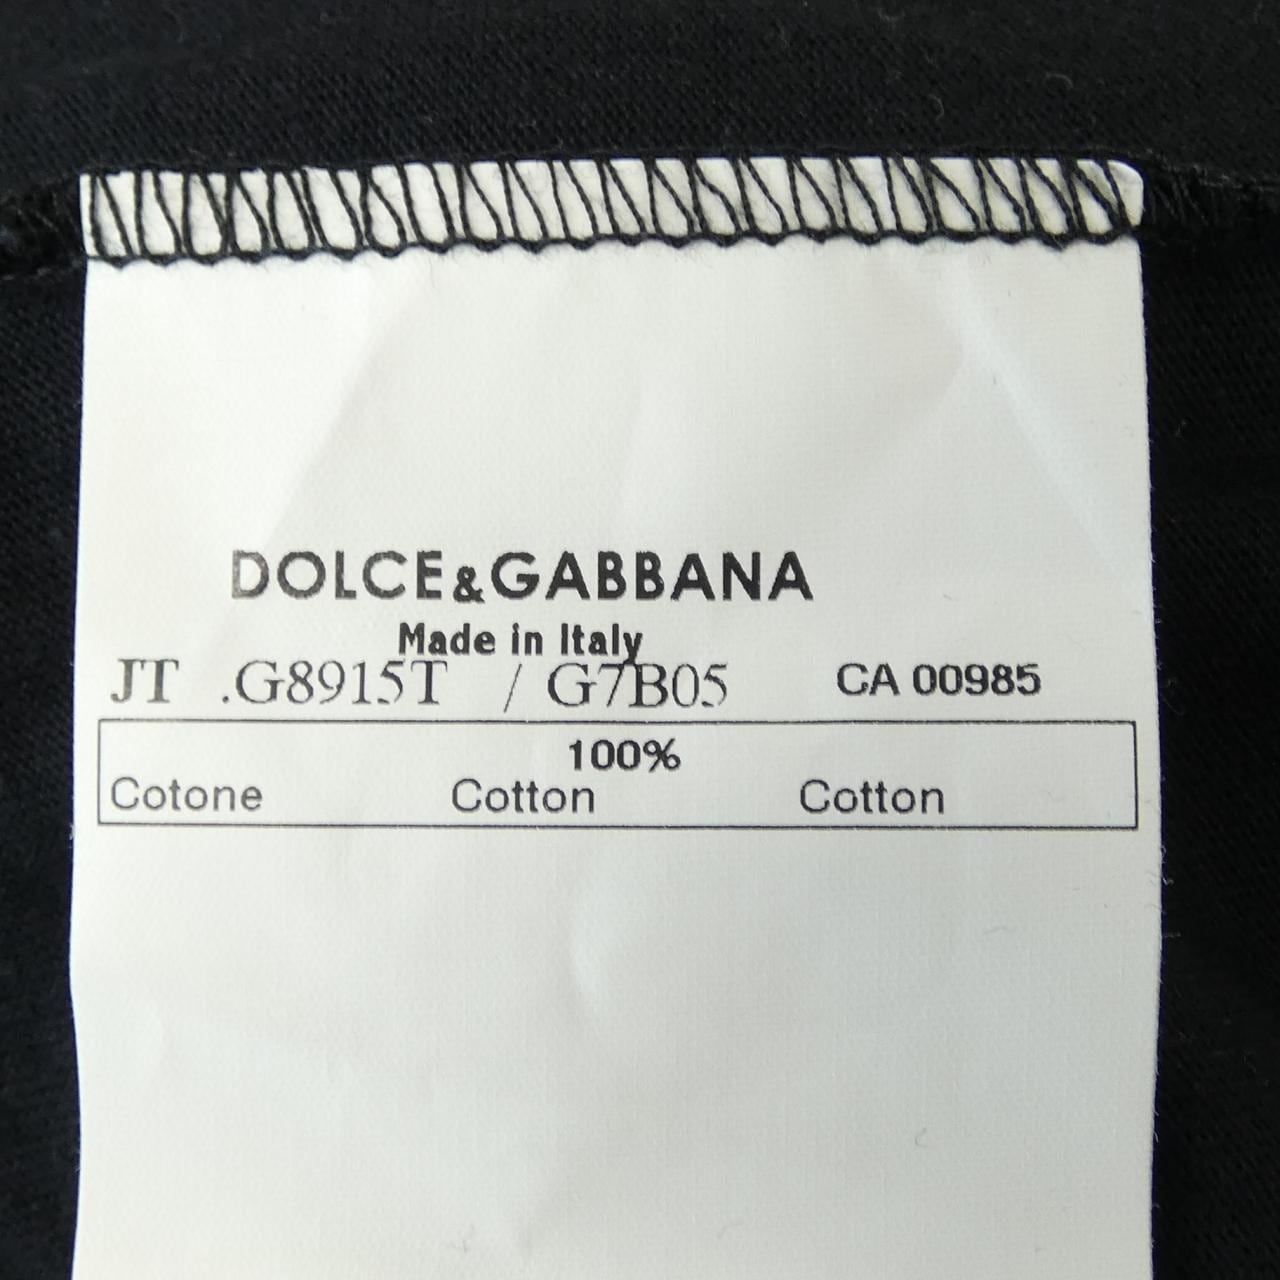 DOLCE&GABBANA
Made in Italy
JT .G8915T / G7B05 CA 00985
100%
Cotone Cotton Cotton